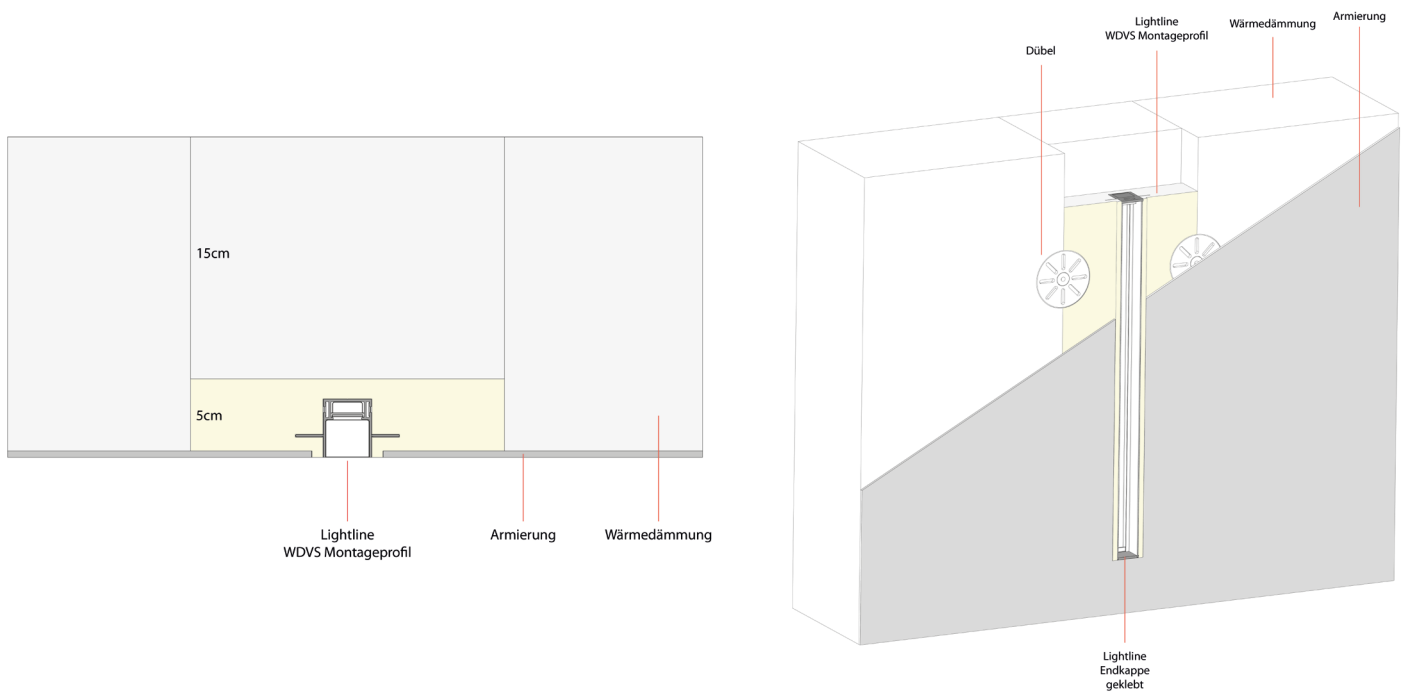 15cm
5cm
Lightline
WDVS Montageprofil
Armierung
Wärmedämmung
Dübel
Lightline
WDVS Montageprofil
Wärmedämmung
Armierung
Lightline
Endkappe
geklebt